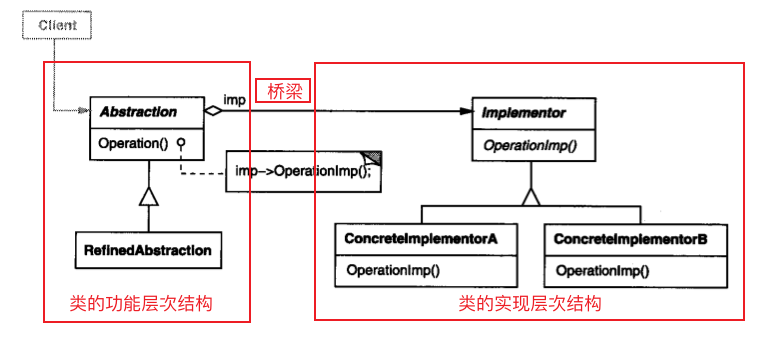 Client
Abstraction
Operation()
imp
桥梁
Implementor
OperationImp()
imp->OperationImp();
RefinedAbstraction
ConcreteImplementorA
OperationImp()
ConcreteImplementorB
OperationImp()
类的功能层次结构
类的实现层次结构